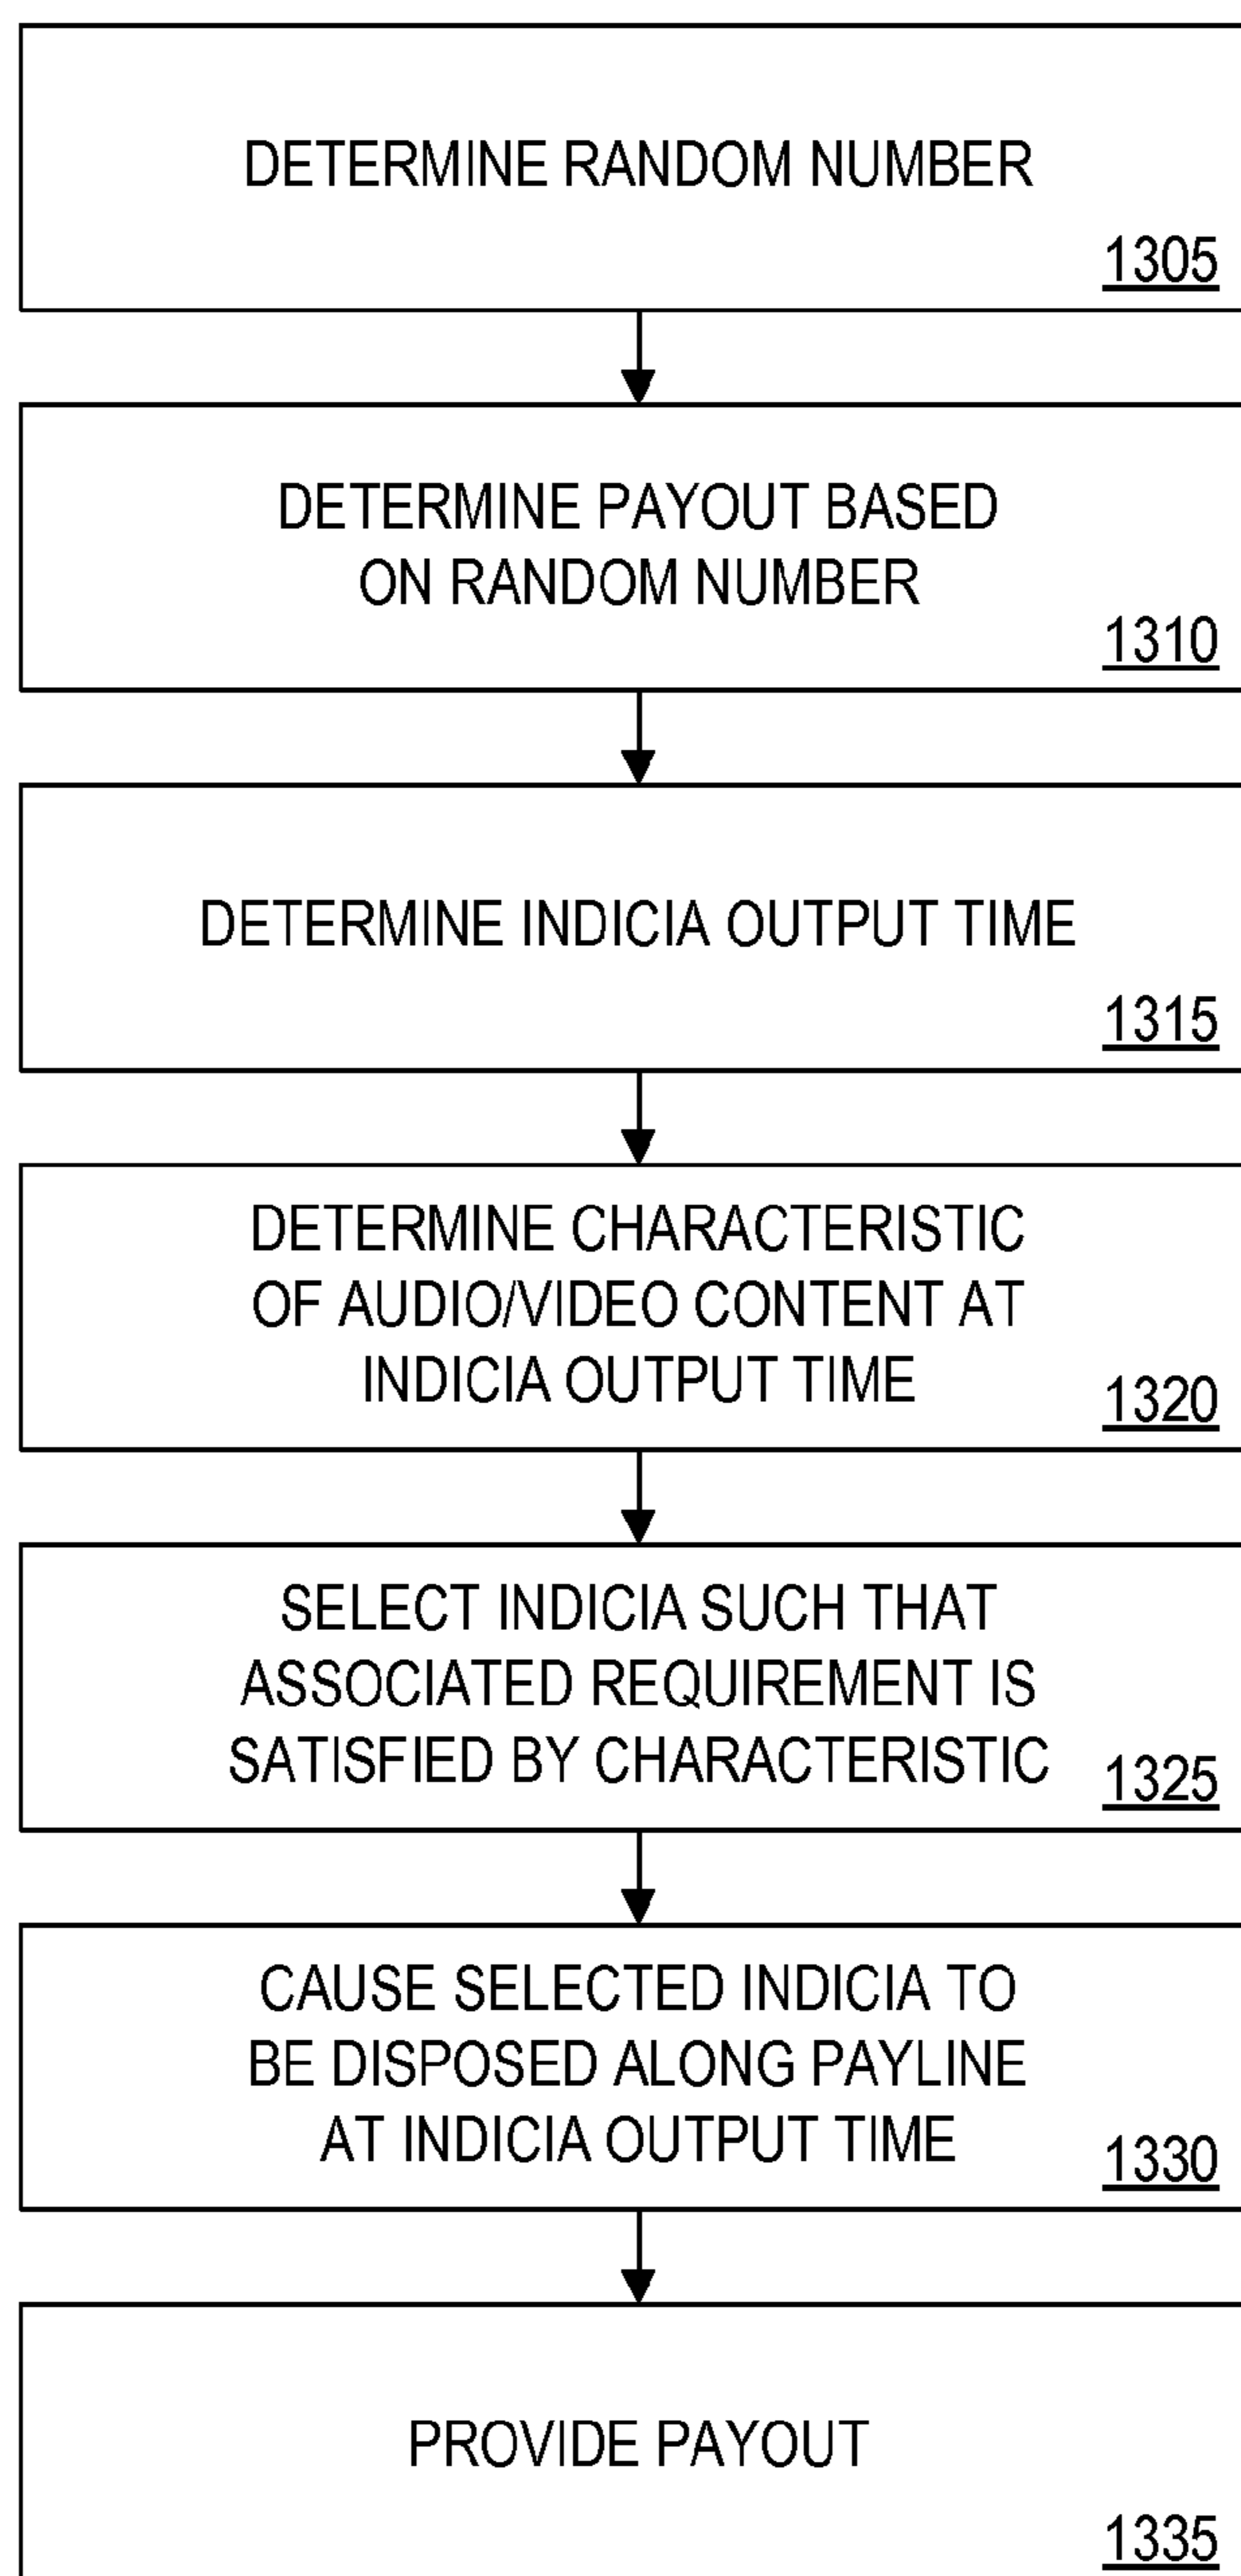 DETERMINE RANDOM NUMBER
1305
DETERMINE PAYOUT BASED
ON RANDOM NUMBER
1310
DETERMINE INDICIA OUTPUT TIME
1315
DETERMINE CHARACTERISTIC
OF AUDIO/VIDEO CONTENT AT
INDICIA OUTPUT TIME
1320
SELECT INDICIA SUCH THAT
ASSOCIATED REQUIREMENT IS
SATISFIED BY CHARACTERISTIC
1325
CAUSE SELECTED INDICIA TO
BE DISPOSED ALONG PAYLINE
AT INDICIA OUTPUT TIME
1330
PROVIDE PAYOUT
1335